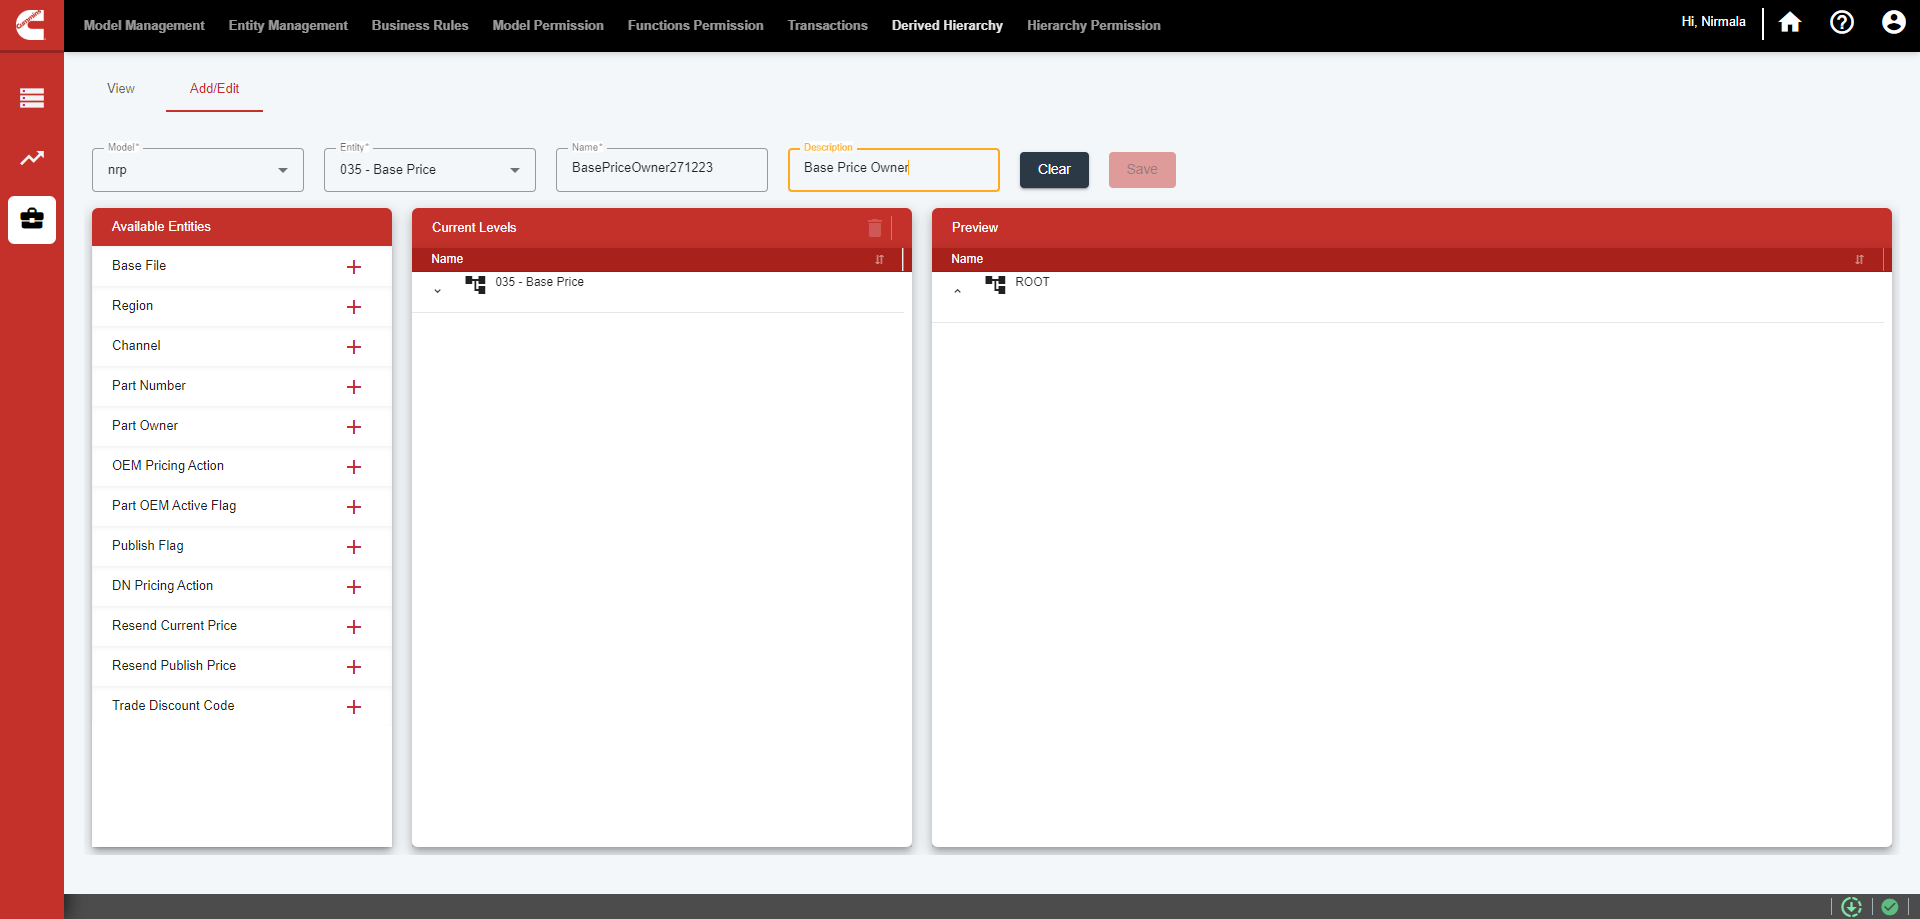 Cummins
Model Management Entity Management Business Rules Model Permission Functions Permission Transactions Derived Hierarchy Hierarchy Permission
Hi, Nirmala
View Add/Edit
Model* Entity* Name* Description
nrp 035 - Base Price BasePriceOwner271223 Base Price Owner Clear Save
Available Entities
Base File
Region
Channel
Part Number
Part Owner
OEM Pricing Action
Part OEM Active Flag
Publish Flag
DN Pricing Action
Resend Current Price
Resend Publish Price
Trade Discount Code
Current Levels
Name
035 - Base Price
Preview
Name
ROOT